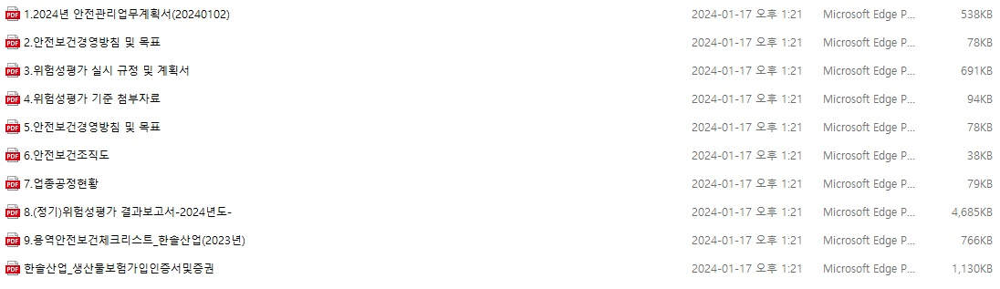 1.2024년 안전관리업무계획서(20240102) 2024-01-17 오후 1:21 Microsoft Edge P... 538KB
2.안전보건경영방침 및 목표 2024-01-17 오후 1:21 Microsoft Edge P... 78KB
3.위험성평가 실시 규정 및 계획서 2024-01-17 오후 1:21 Microsoft Edge P... 691KB
4.위험성평가 기준 첨부자료 2024-01-17 오후 1:21 Microsoft Edge P... 94KB
5.안전보건경영방침 및 목표 2024-01-17 오후 1:21 Microsoft Edge P... 78KB
6.안전보건조직도 2024-01-17 오후 1:21 Microsoft Edge P... 38KB
7.업종공정현황 2024-01-17 오후 1:21 Microsoft Edge P... 79KB
8.(정기)위험성평가 결과보고서-2024년도- 2024-01-17 오후 1:21 Microsoft Edge P... 4,685KB
9.용역안전보건체크리스트_한솔산업(2023년) 2024-01-17 오후 1:21 Microsoft Edge P... 766KB
한솔산업_생산물보험가입인증서및증권 2024-01-17 오후 1:21 Microsoft Edge P... 1,130KB